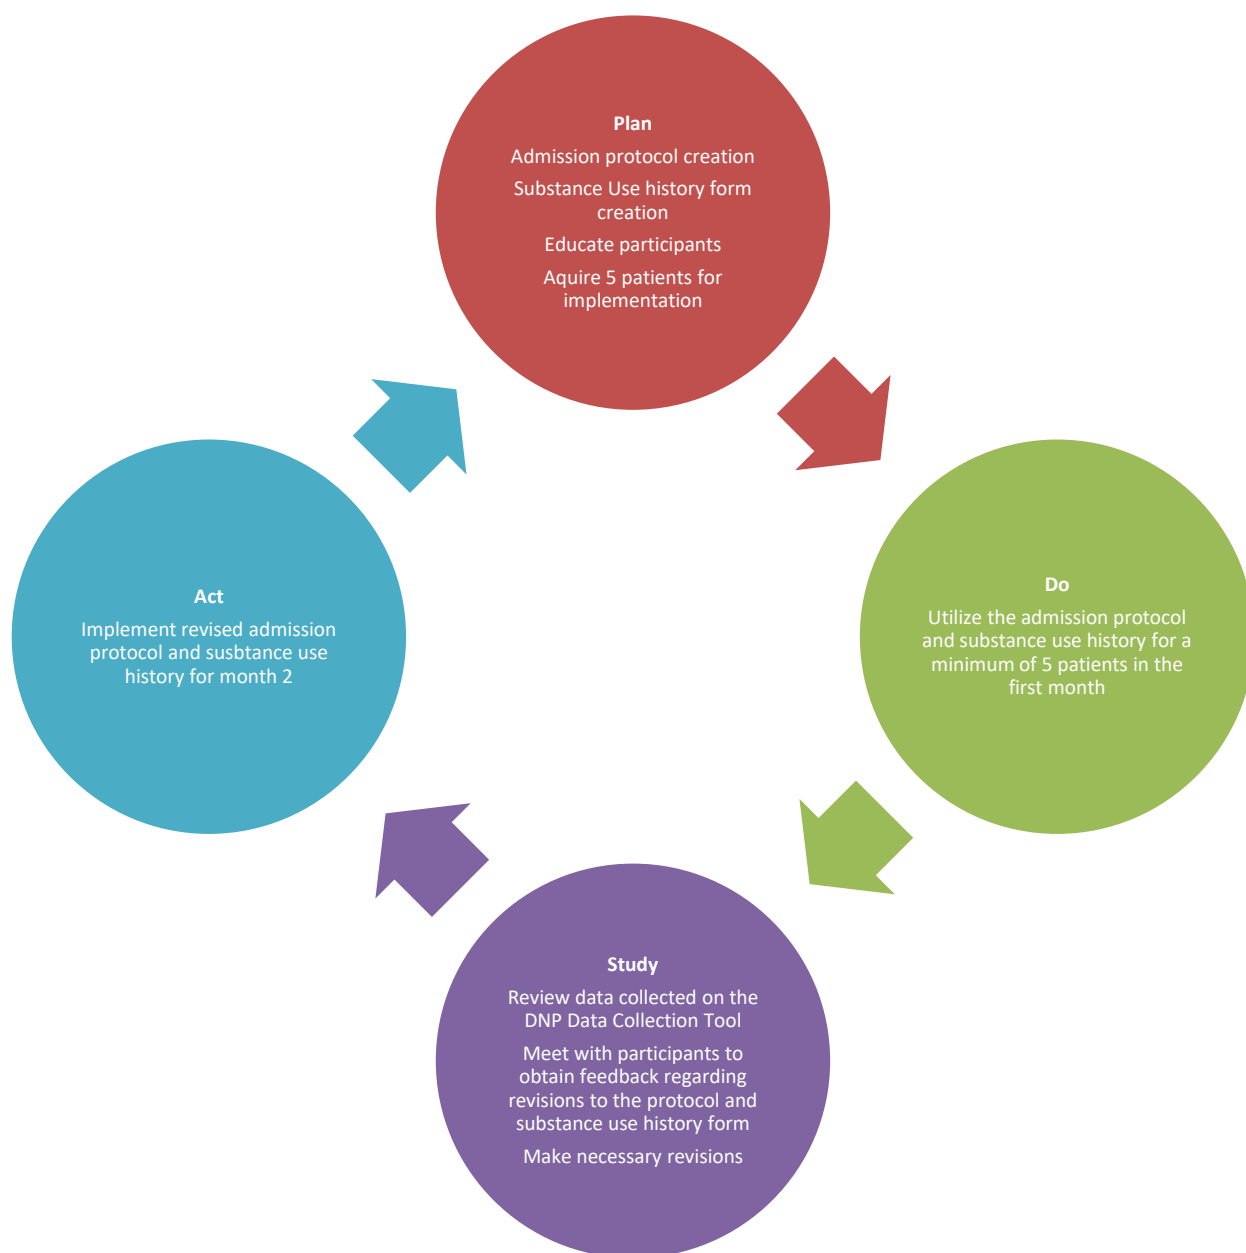 Plan
Admission protocol creation
Substance Use history form
creation
Educate participants
Aquire 5 patients for
implementation
Do
Utilize the admission protocol
and substance use history for a
minimum of 5 patients in the
first month
Study
Review data collected on the
DNP Data Collection Tool
Meet with participants to
obtain feedback regarding
revisions to the protocol and
substance use history form
Make necessary revisions
Act
Implement revised admission
protocol and susbtance use
history for month 2